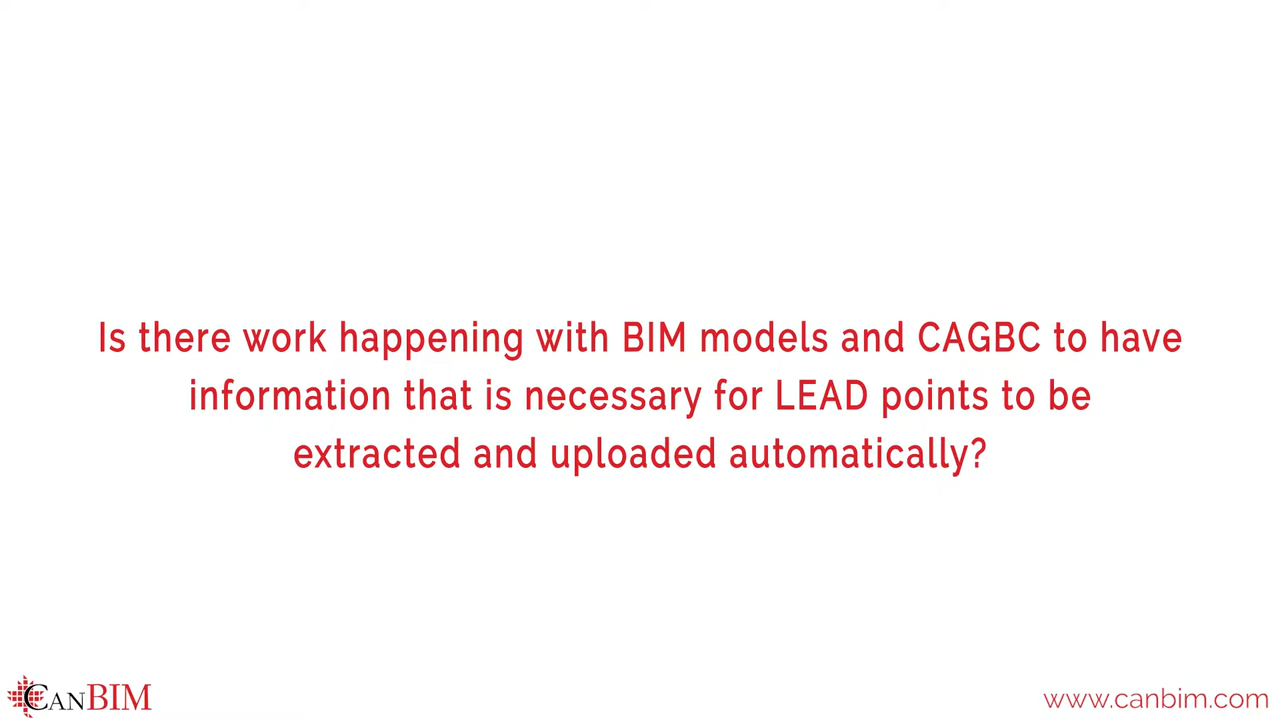 Is there work happening with BIM models and CAGBC to have
information that is necessary for LEAD points to be
extracted and uploaded automatically?
CANBIM
www.canbim.com